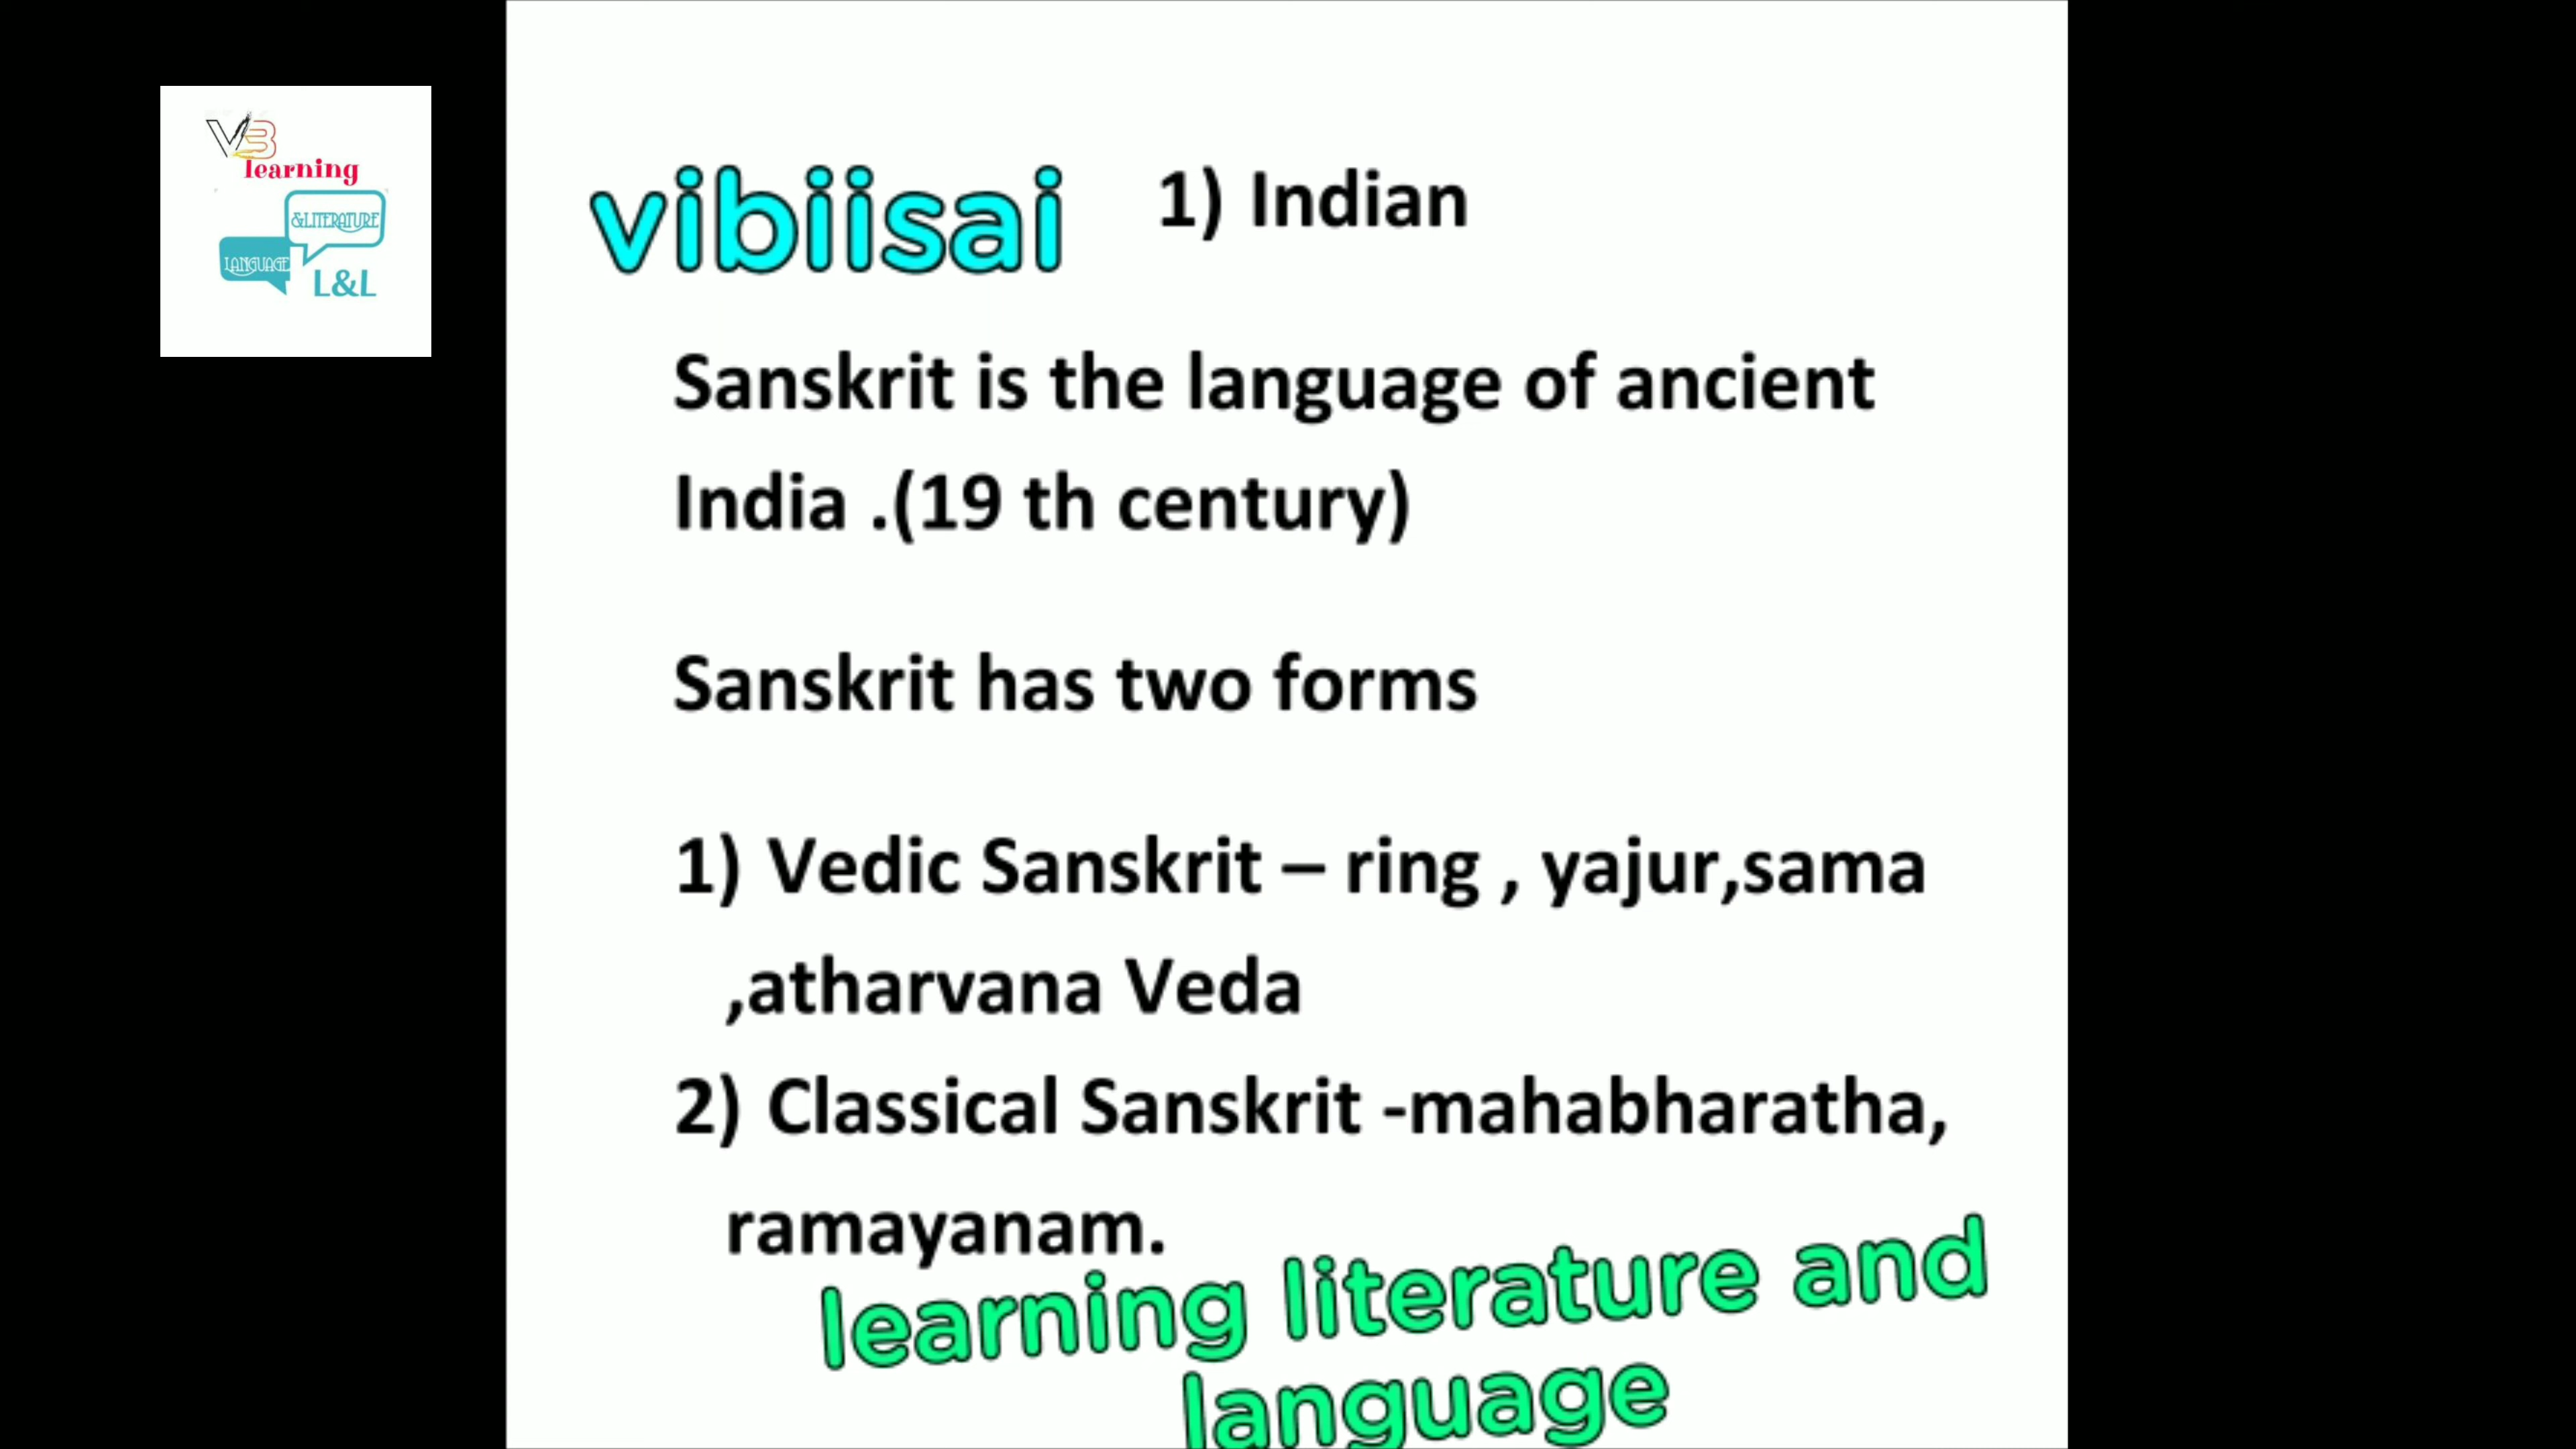 VB
learning
&LITERATURE
LANGUAGE
L&L
vibiisai
1) Indian
Sanskrit is the language of ancient
India .(19 th century)
Sanskrit has two forms
1) Vedic Sanskrit – ring , yajur,sama
,atharvana Veda
2) Classical Sanskrit -mahabharatha,
ramayanam.
learning literature and
language